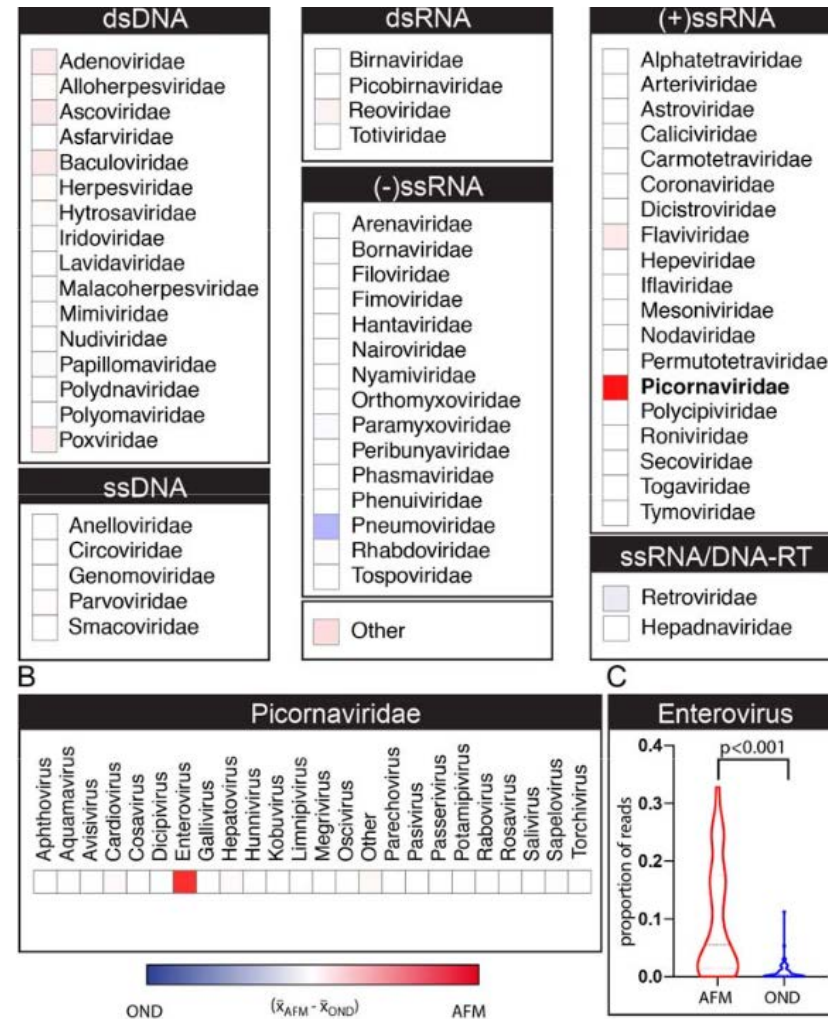 dsDNA
Adenoviridae
Alloherpesviridae
Ascoviridae
Asfarviridae
Baculoviridae
Herpesviridae
Hytrosaviridae
Iridoviridae
Lavidaviridae
Malacoherpesviridae
Mimiviridae
Nudiviridae
Papillomaviridae
Polydnaviridae
Polyomaviridae
Poxviridae
ssDNA
Anelloviridae
Circoviridae
Genomoviridae
Parvoviridae
Smacoviridae
dsRNA
Birnaviridae
Picobirnaviridae
Reoviridae
Totiviridae
(-)ssRNA
Arenaviridae
Bornaviridae
Filoviridae
Fimoviridae
Hantaviridae
Nairoviridae
Nyamiviridae
Orthomyxoviridae
Paramyxoviridae
Peribunyaviridae
Phasmaviridae
Phenuiviridae
Pneumoviridae
Rhabdoviridae
Tospoviridae
Other
(+)ssRNA
Alphatetraviridae
Arteriviridae
Astroviridae
Caliciviridae
Carmotetraviridae
Coronaviridae
Dicistroviridae
Flaviviridae
Hepeviridae
Iflaviridae
Mesoniviridae
Nodaviridae
Permutotetraviridae
Picornaviridae
Polycipiviridae
Roniviridae
Secoviridae
Togaviridae
Tymoviridae
ssRNA/DNA-RT
Retroviridae
Hepadnaviridae
B
Picornaviridae
Aphthovirus
Aquamavirus
Avisivirus
Cardiovirus
Cosavirus
Dicipivirus
Enterovirus
Gallivirus
Hepatovirus
Hunnivirus
Kobuvirus
Limnipivirus
Megrivirus
Oscivirus
Other
Parechovirus
Pasivirus
Passerivirus
Potamipivirus
Rabovirus
Rosavirus
Salivirus
Sapelovirus
Torchivirus
OND
(x̄AFM - x̄OND)
AFM
C
Enterovirus
p<0.001
proportion of reads
0.4
0.3
0.2
0.1
0.0
AFM
OND